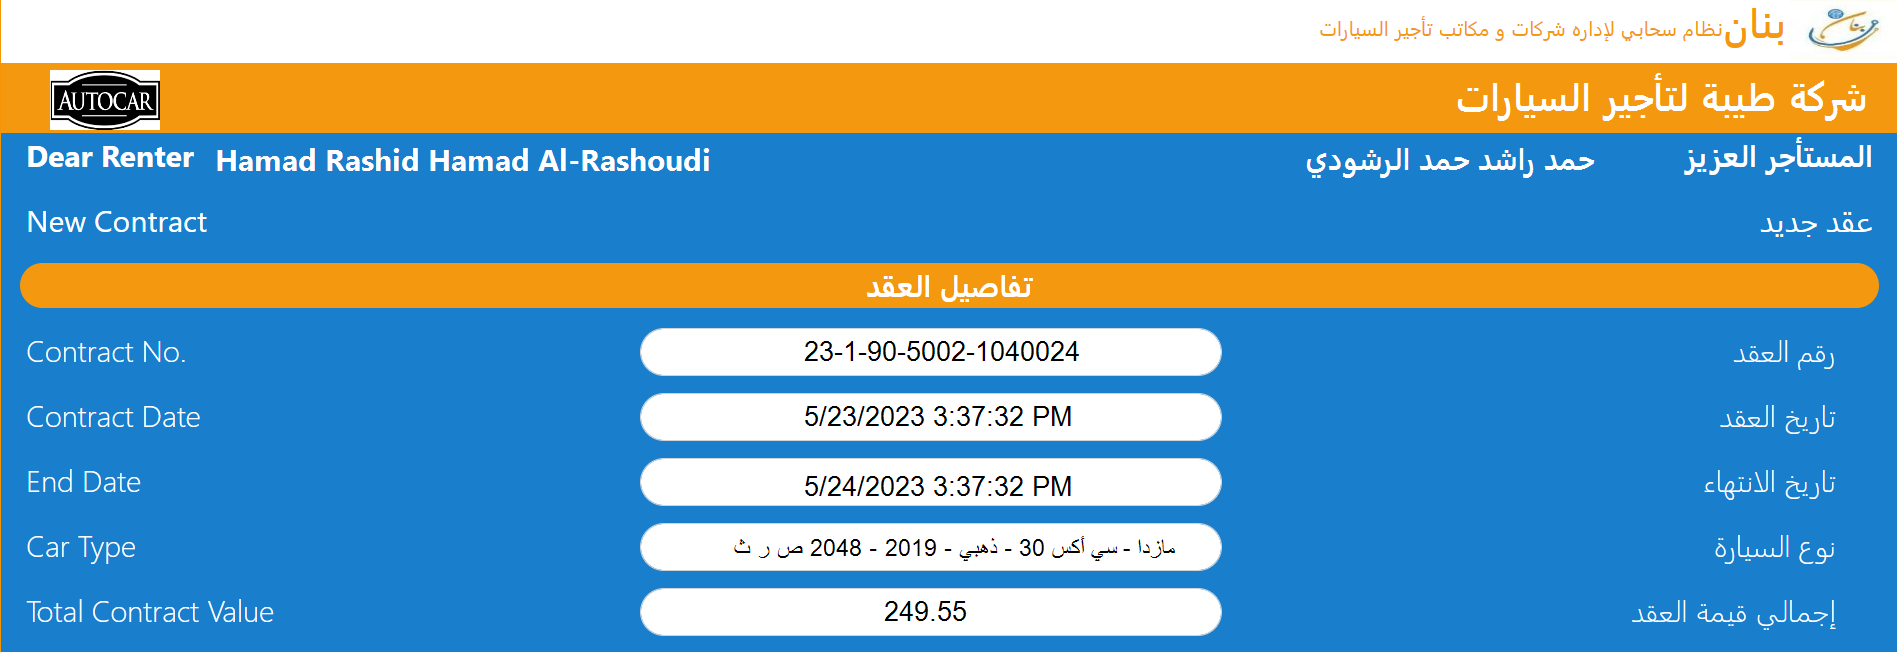 بنان نظام سحابي لإداره شركات و مكاتب تأجير السيارات
بنان
شركة طيبة لتأجير السيارات
AUTOCAR
Dear Renter Hamad Rashid Hamad Al-Rashoudi حمد راشد حمد الرشودي المستأجر العزيز
New Contract عقد جديد
تفاصيل العقد
Contract No. 23-1-90-5002-1040024 رقم العقد
Contract Date 5/23/2023 3:37:32 PM تاريخ العقد
End Date 5/24/2023 3:37:32 PM تاريخ الانتهاء
Car Type مازدا - سي أكس 30 - ذهبي - 2019 - 2048 ص ر ث نوع السيارة
Total Contract Value 249.55 إجمالي قيمة العقد